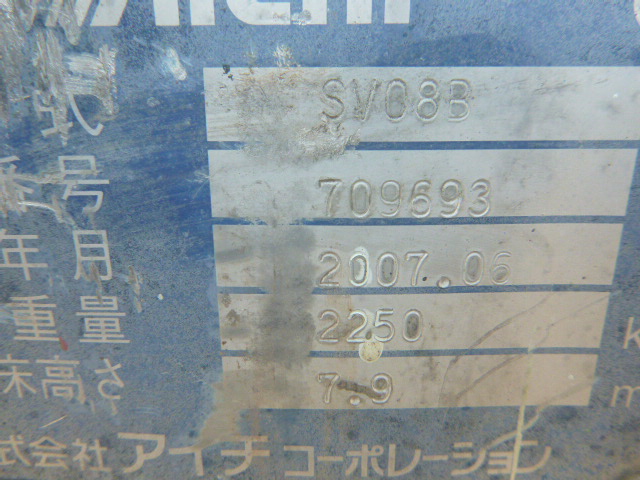 AICHI
式 SV08B
番号 709693
年月 2007.06
重量 2250 k
床高さ 7.9 m
式会社 アイチ コーポレーション